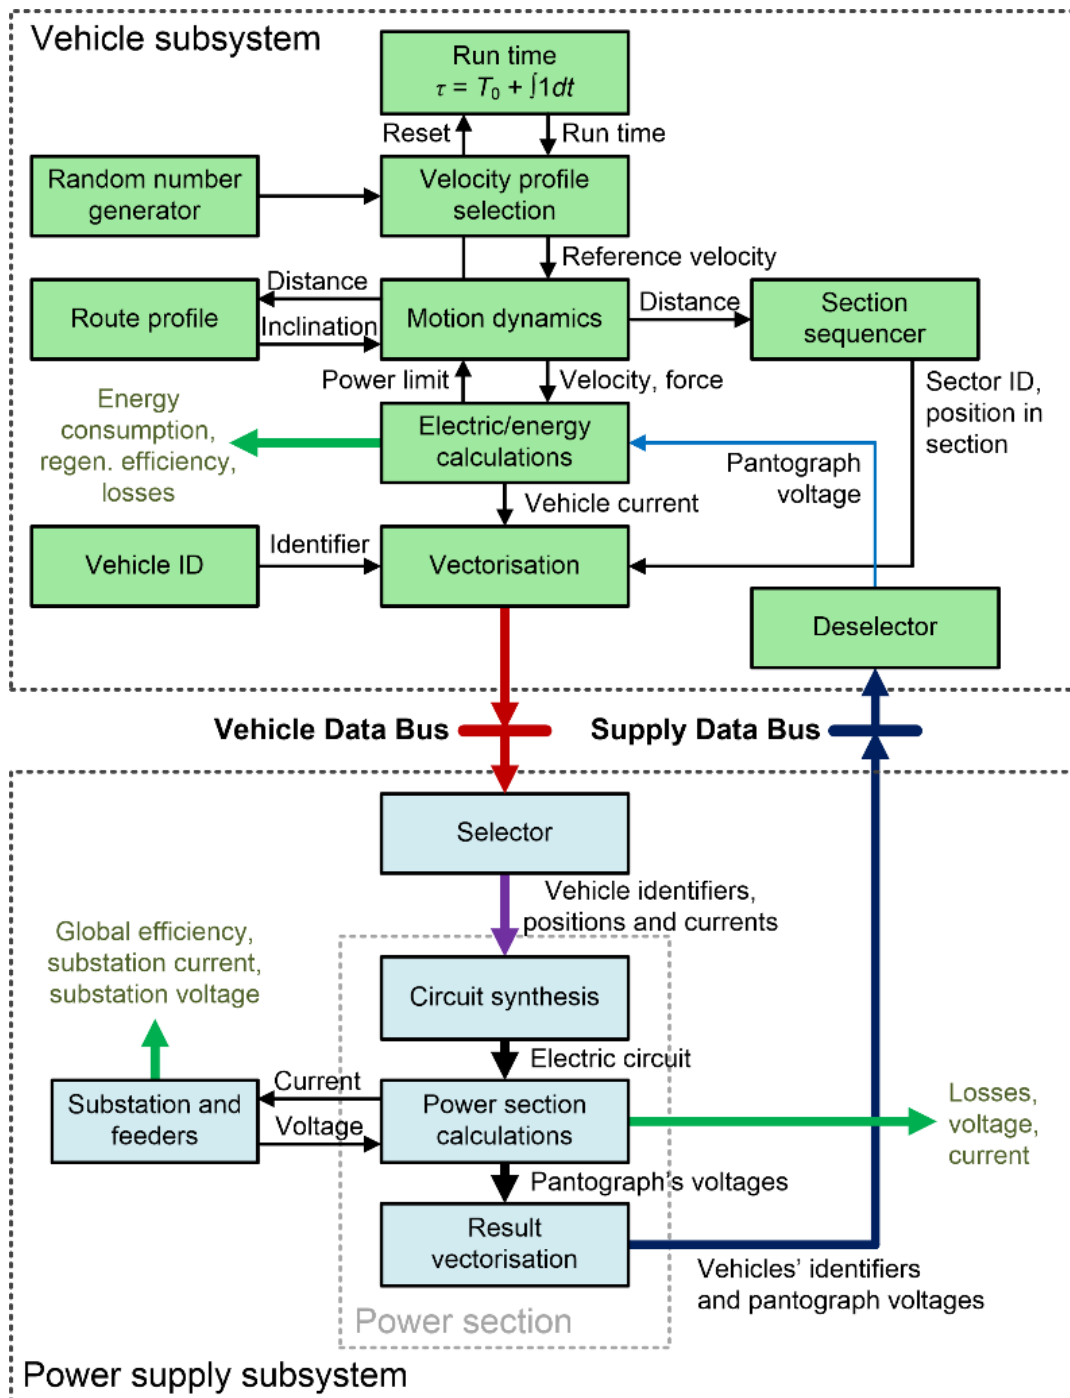 Vehicle subsystem
Run time
τ = T0 + ∫1dt
Reset
Run time
Random number
generator
Velocity profile
selection
Reference velocity
Distance
Route profile
Inclination
Motion dynamics
Distance
Section
sequencer
Power limit
Velocity, force
Sector ID,
position in
section
Energy
consumption,
regen. efficiency,
losses
Electric/energy
calculations
Pantograph
voltage
Vehicle current
Vehicle ID
Identifier
Vectorisation
Deselector
Vehicle Data Bus
Supply Data Bus
Selector
Vehicle identifiers,
positions and currents
Global efficiency,
substation current,
substation voltage
Circuit synthesis
Electric circuit
Substation and
feeders
Current
Voltage
Power section
calculations
Losses,
voltage,
current
Pantograph's voltages
Result
vectorisation
Vehicles' identifiers
and pantograph voltages
Power section
Power supply subsystem